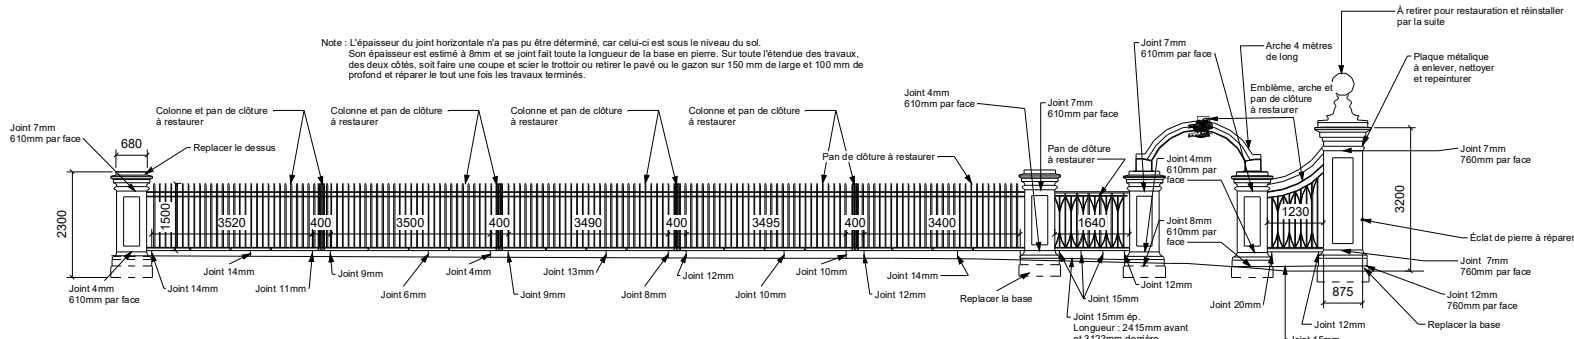 À retirer pour restauration et réinstaller
par la suite
Note : L'épaisseur du joint horizontale n'a pas pu être déterminé, car celui-ci est sous le niveau du sol.
Son épaisseur est estimé à 8mm et se joint fait toute la longueur de la base en pierre. Sur toute l'étendue des travaux,
des deux côtés, soit faire une coupe et scier le trottoir ou retirer le pavé ou le gazon sur 150 mm de large et 100 mm de
profond et réparer le tout une fois les travaux terminés.
Joint 7mm
610mm par face
Arche 4 mètres
de long
Plaque métalique
à enlever, nettoyer
et repeinturer
Emblème, arche et
pan de clôture
à restaurer
Joint 4mm
610mm par face
Joint 7mm
610mm par face
Colonne et pan de clôture
à restaurer
Colonne et pan de clôture
à restaurer
Colonne et pan de clôture
à restaurer
Colonne et pan de clôture
à restaurer
Joint 7mm
610mm par face
680
Replacer le dessus
Pan de clôture à restaurer
Pan de clôture
à restaurer
Joint 4mm
610mm par
face
Joint 7mm
760mm par face
2300
1500
3520
400
3500
400
3490
400
3495
400
3400
1640
1230
3200
Joint 8mm
610mm par
face
Éclat de pierre à réparer
Joint 4mm
610mm par face
Joint 14mm
Joint 14mm
Joint 11mm
Joint 9mm
Joint 6mm
Joint 4mm
Joint 9mm
Joint 13mm
Joint 8mm
Joint 12mm
Joint 10mm
Joint 10mm
Joint 12mm
Joint 14mm
Replacer la base
Joint 15mm
Joint 12mm
Joint 15mm ép.
Longueur : 2415mm avant
et 3123mm derrière
Joint 20mm
Joint 12mm
Joint 15mm
875
Joint 7mm
760mm par face
Joint 12mm
760mm par face
Replacer la base